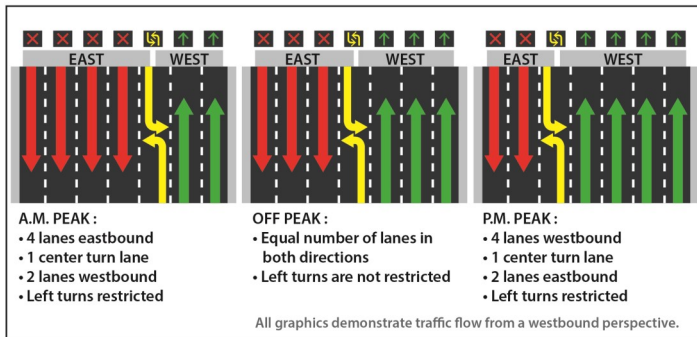 EAST WEST
EAST WEST
EAST WEST
A.M. PEAK :
• 4 lanes eastbound
• 1 center turn lane
• 2 lanes westbound
• Left turns restricted
OFF PEAK :
• Equal number of lanes in
both directions
• Left turns are not restricted
P.M. PEAK :
• 4 lanes westbound
• 1 center turn lane
• 2 lanes eastbound
• Left turns restricted
All graphics demonstrate traffic flow from a westbound perspective.